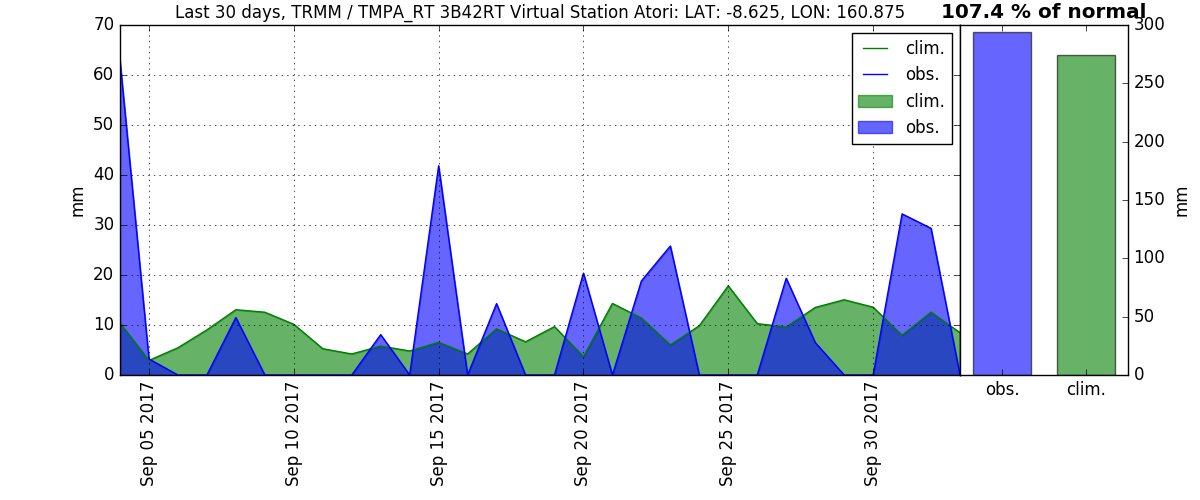 Last 30 days, TRMM / TMPA_RT 3B42RT Virtual Station Atori: LAT: -8.625, LON: 160.875
107.4 % of normal
70
60
50
40
30
20
10
0
mm
clim.
obs.
clim.
obs.
Sep 05 2017
Sep 10 2017
Sep 15 2017
Sep 20 2017
Sep 25 2017
Sep 30 2017
300
250
200
150
100
50
0
mm
obs.
clim.